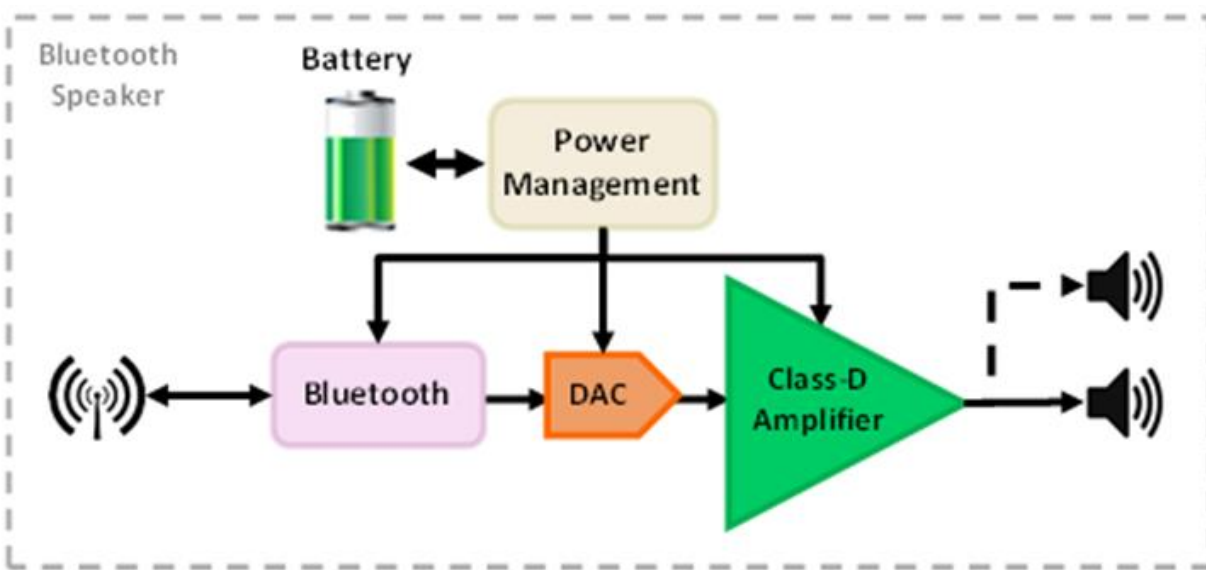 Bluetooth
Speaker
Battery
Power
Management
Bluetooth
DAC
Class-D
Amplifier